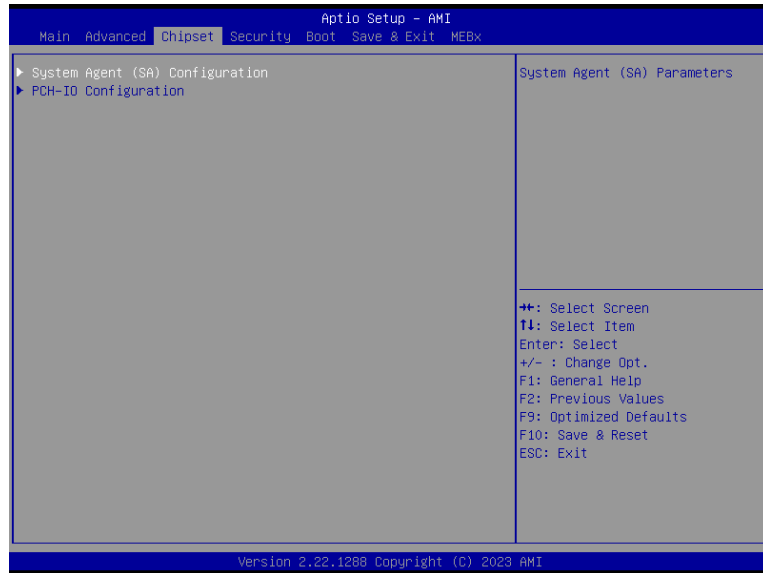 Aptio Setup – AMI
Main Advanced Chipset Security Boot Save & Exit MEBx
▶ System Agent (SA) Configuration
▶ PCH-IO Configuration
System Agent (SA) Parameters
→←: Select Screen
↑↓: Select Item
Enter: Select
+/- : Change Opt.
F1: General Help
F2: Previous Values
F9: Optimized Defaults
F10: Save & Reset
ESC: Exit
Version 2.22.1288 Copyright (C) 2023 AMI